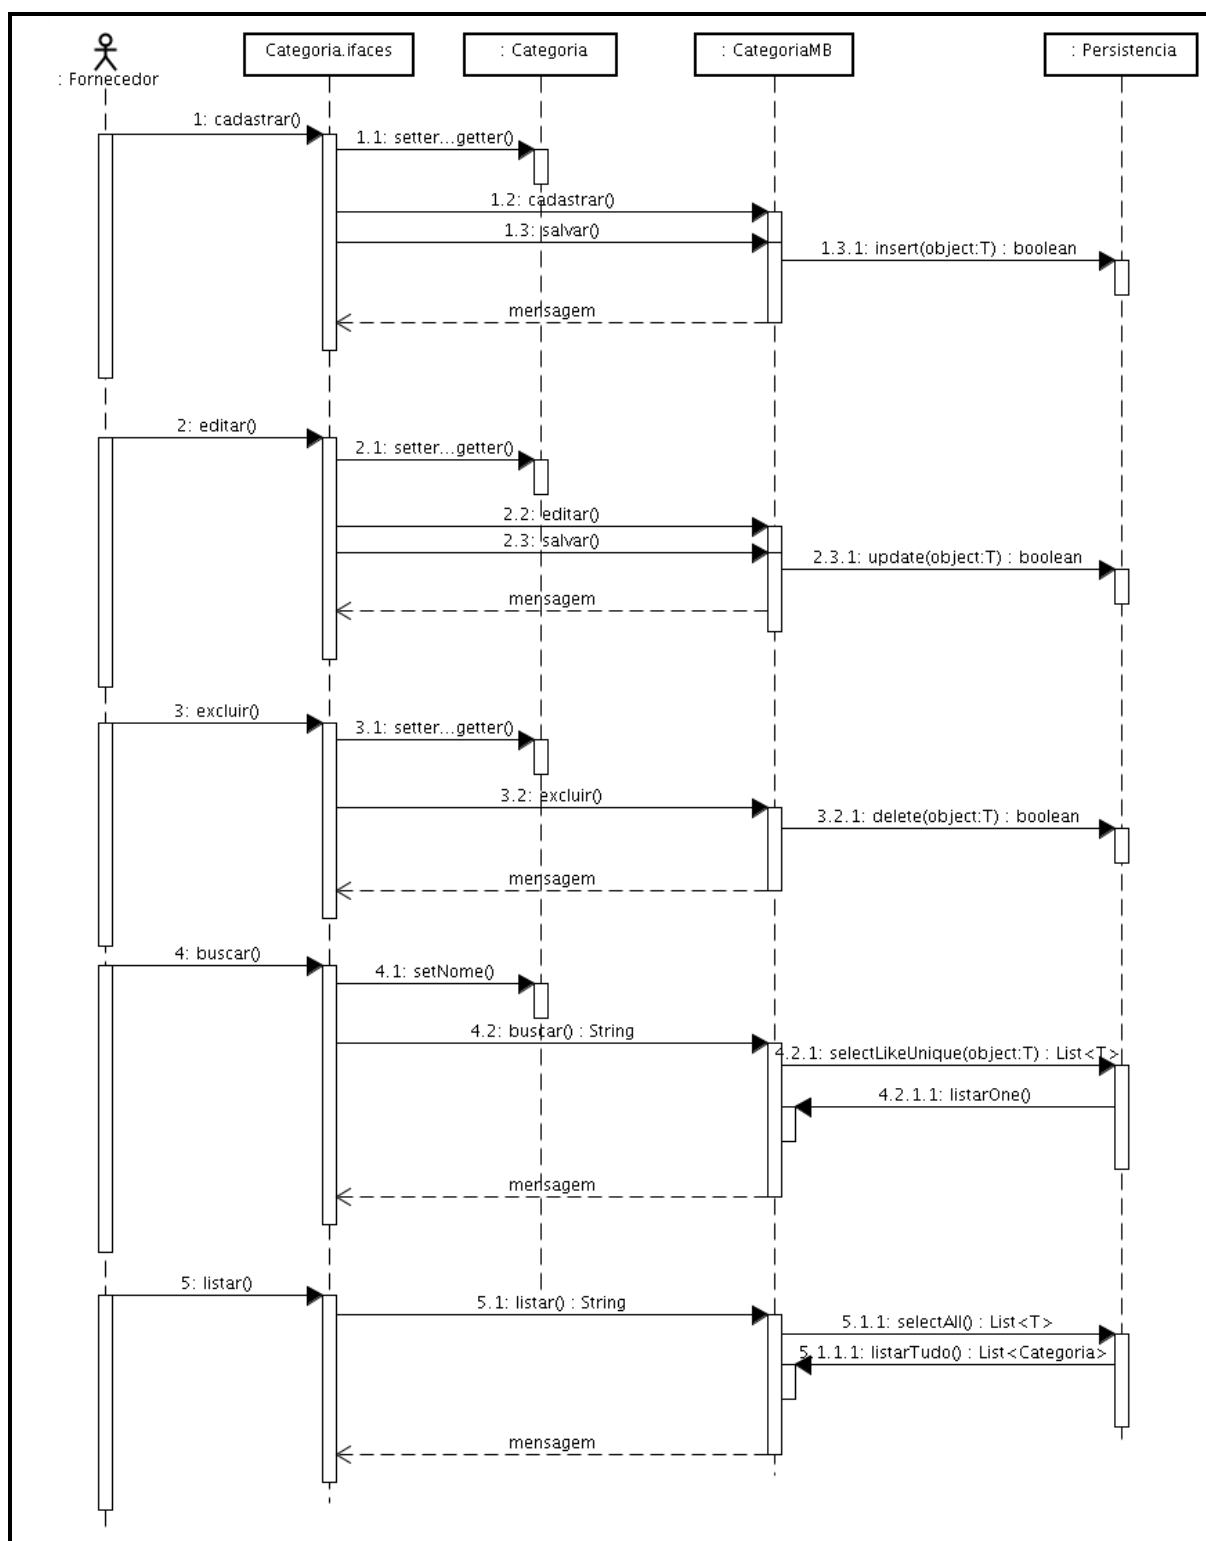 : Fornecedor
Categoria.ifaces
: Categoria
: CategoriaMB
: Persistencia
1: cadastrar()
1.1: setter...getter()
1.2: cadastrar()
1.3: salvar()
1.3.1: insert(object:T) : boolean
mensagem
2: editar()
2.1: setter...getter()
2.2: editar()
2.3: salvar()
2.3.1: update(object:T) : boolean
mensagem
3: excluir()
3.1: setter...getter()
3.2: excluir()
3.2.1: delete(object:T) : boolean
mensagem
4: buscar()
4.1: setNome()
4.2: buscar() : String
4.2.1: selectLikeUnique(object:T) : List<T>
4.2.1.1: listarOne()
mensagem
5: listar()
5.1: listar() : String
5.1.1: selectAll() : List<T>
5.1.1.1: listarTudo() : List<Categoria>
mensagem